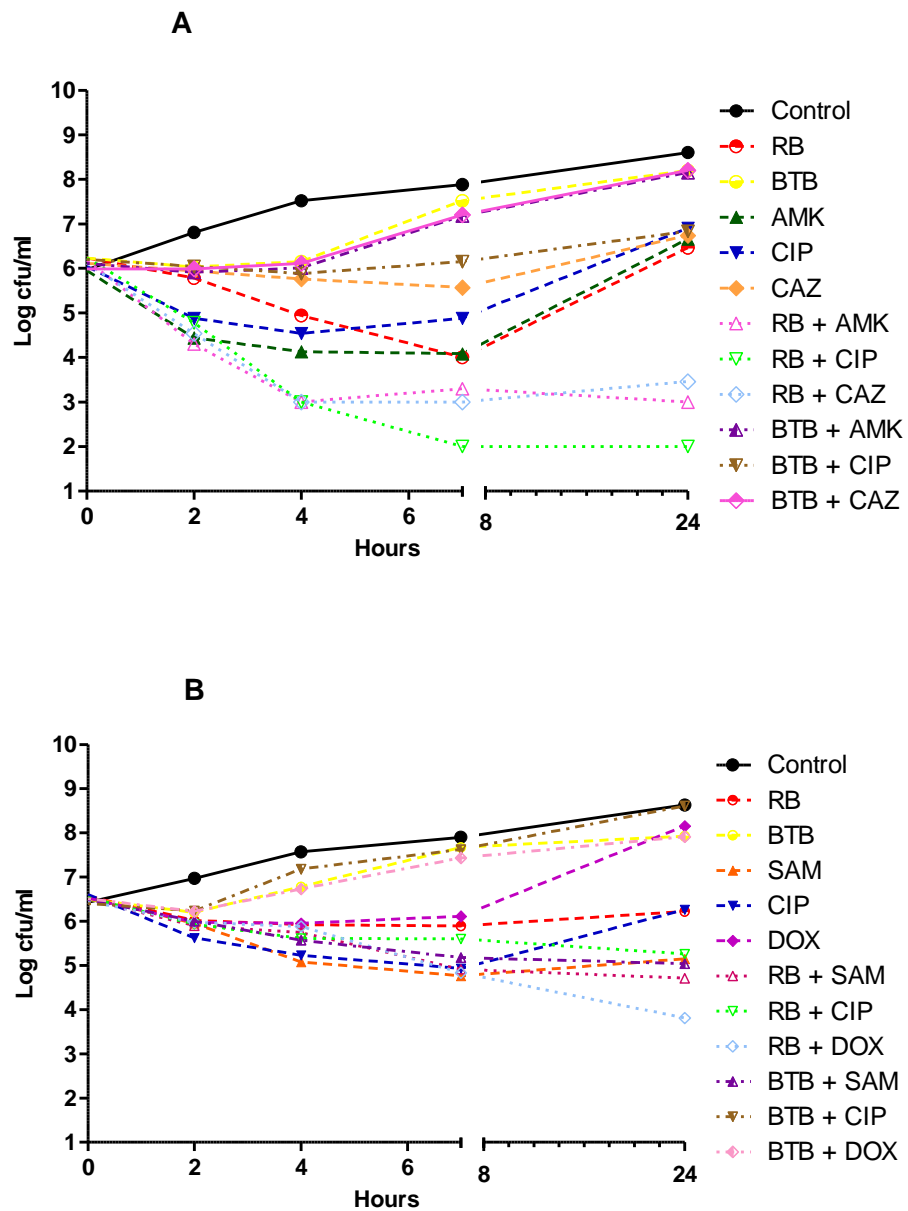 A
10
9
8
7
6
5
4
3
2
1
Log cfu/ml
0 2 4 6 8 24
Hours
Control
RB
BTB
AMK
CIP
CAZ
RB + AMK
RB + CIP
RB + CAZ
BTB + AMK
BTB + CIP
BTB + CAZ
B
10
9
8
7
6
5
4
3
2
1
Log cfu/ml
0 2 4 6 8 24
Hours
Control
RB
BTB
SAM
CIP
DOX
RB + SAM
RB + CIP
RB + DOX
BTB + SAM
BTB + CIP
BTB + DOX